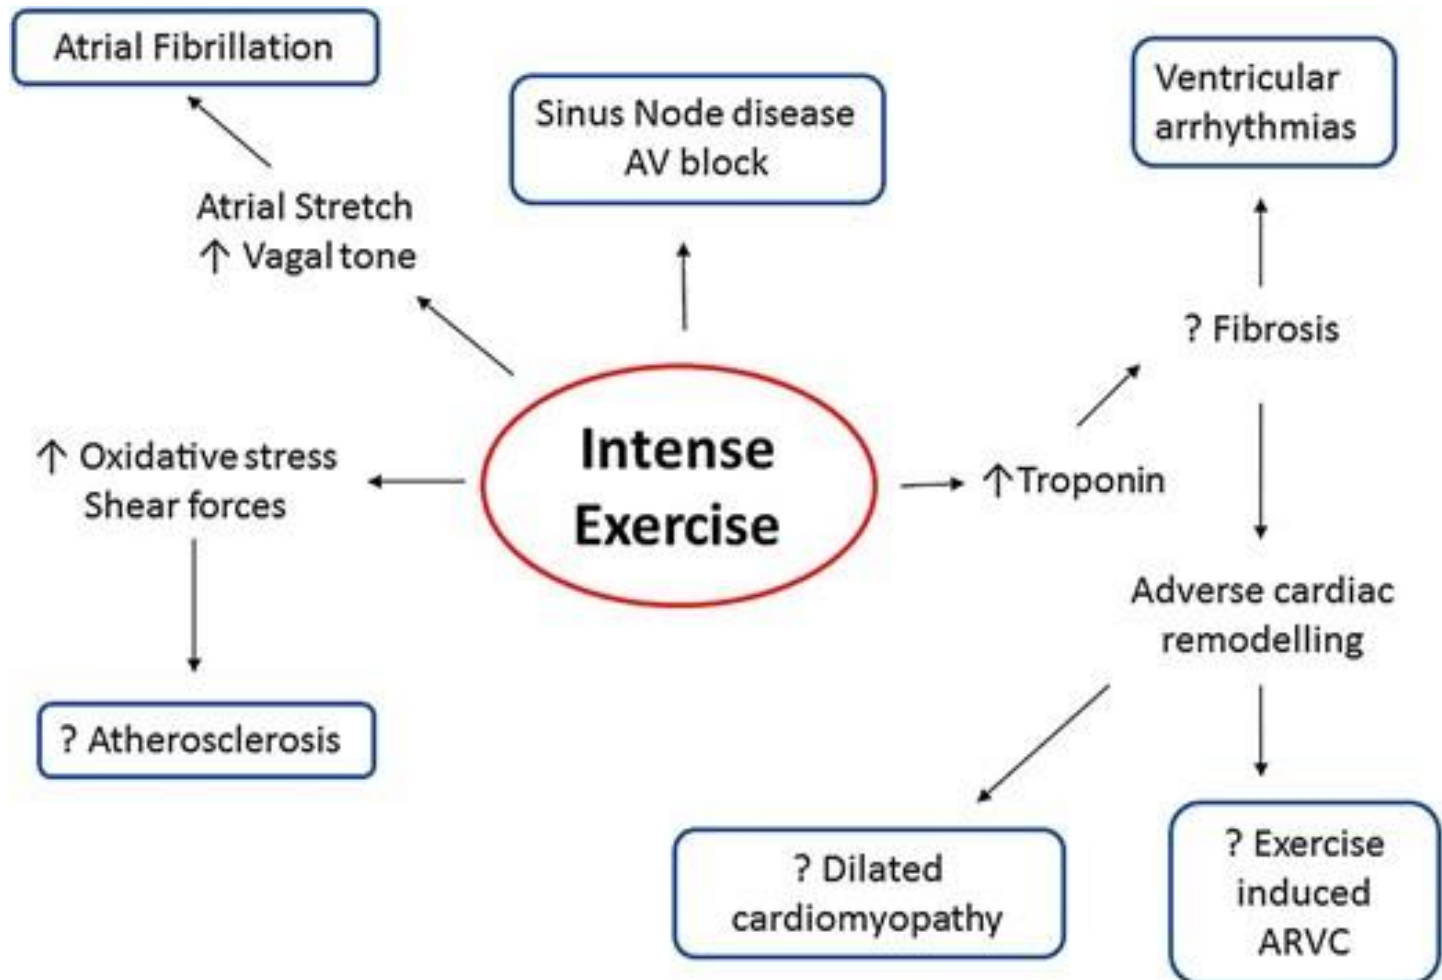 Atrial Fibrillation
Sinus Node disease
AV block
Ventricular
arrhythmias
Atrial Stretch
↑ Vagal tone
? Fibrosis
Intense
Exercise
↑ Oxidative stress
Shear forces
↑Troponin
Adverse cardiac
remodelling
? Atherosclerosis
? Dilated
cardiomyopathy
? Exercise
induced
ARVC